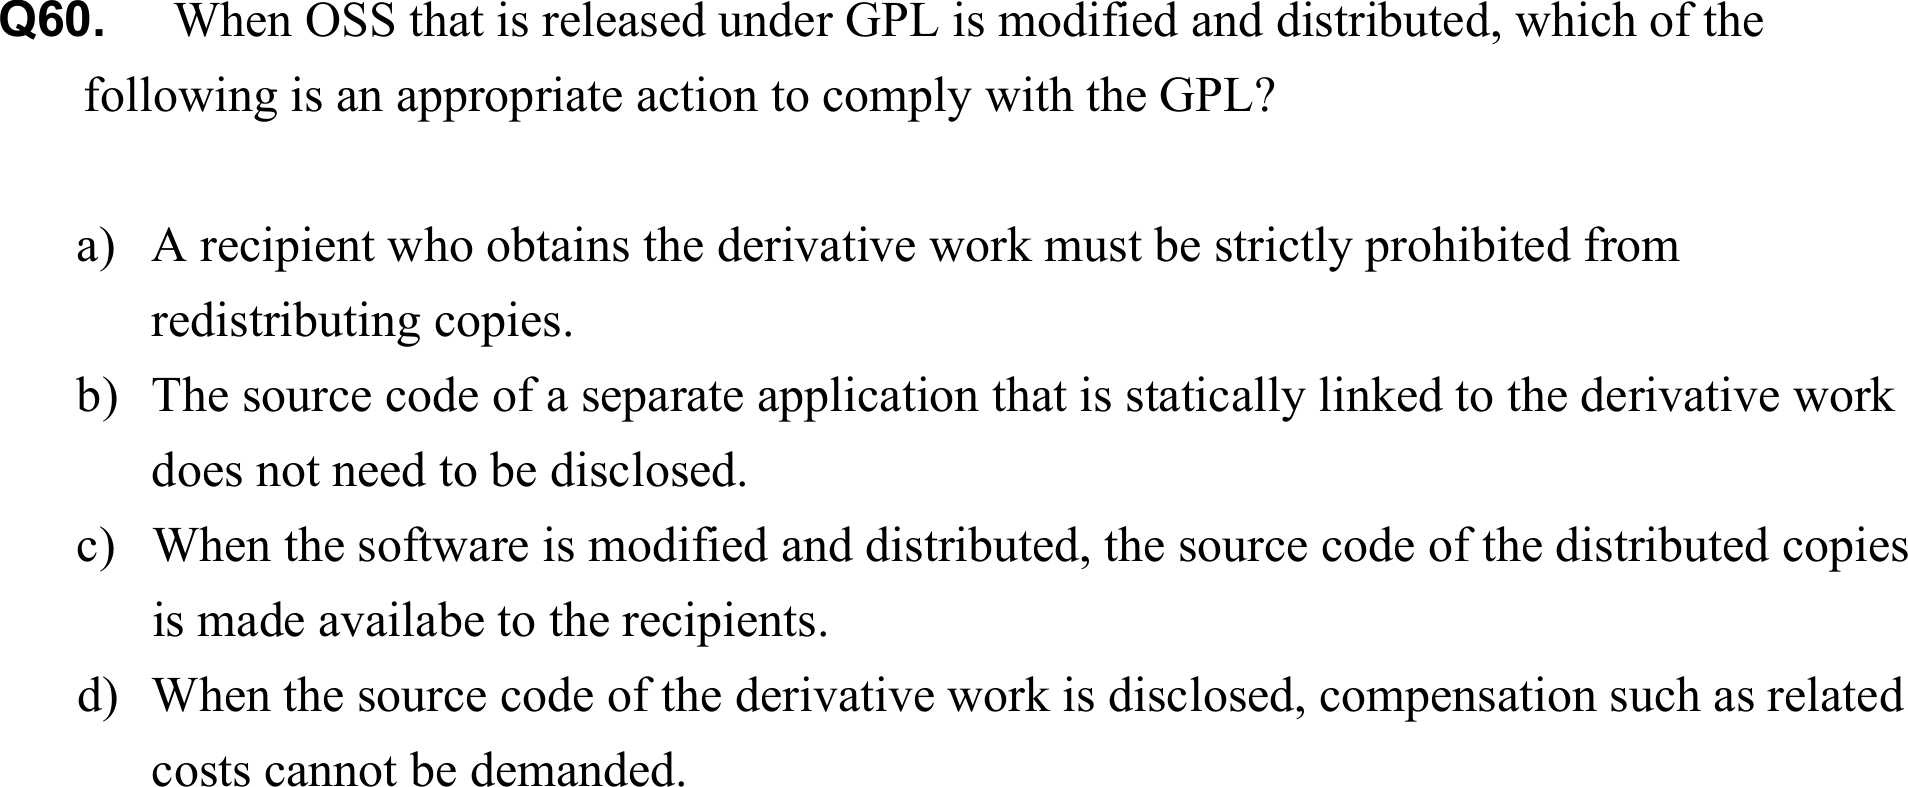 Q60. When OSS that is released under GPL is modified and distributed, which of the
following is an appropriate action to comply with the GPL?
a) A recipient who obtains the derivative work must be strictly prohibited from
redistributing copies.
b) The source code of a separate application that is statically linked to the derivative work
does not need to be disclosed.
c) When the software is modified and distributed, the source code of the distributed copies
is made availabe to the recipients.
d) When the source code of the derivative work is disclosed, compensation such as related
costs cannot be demanded.